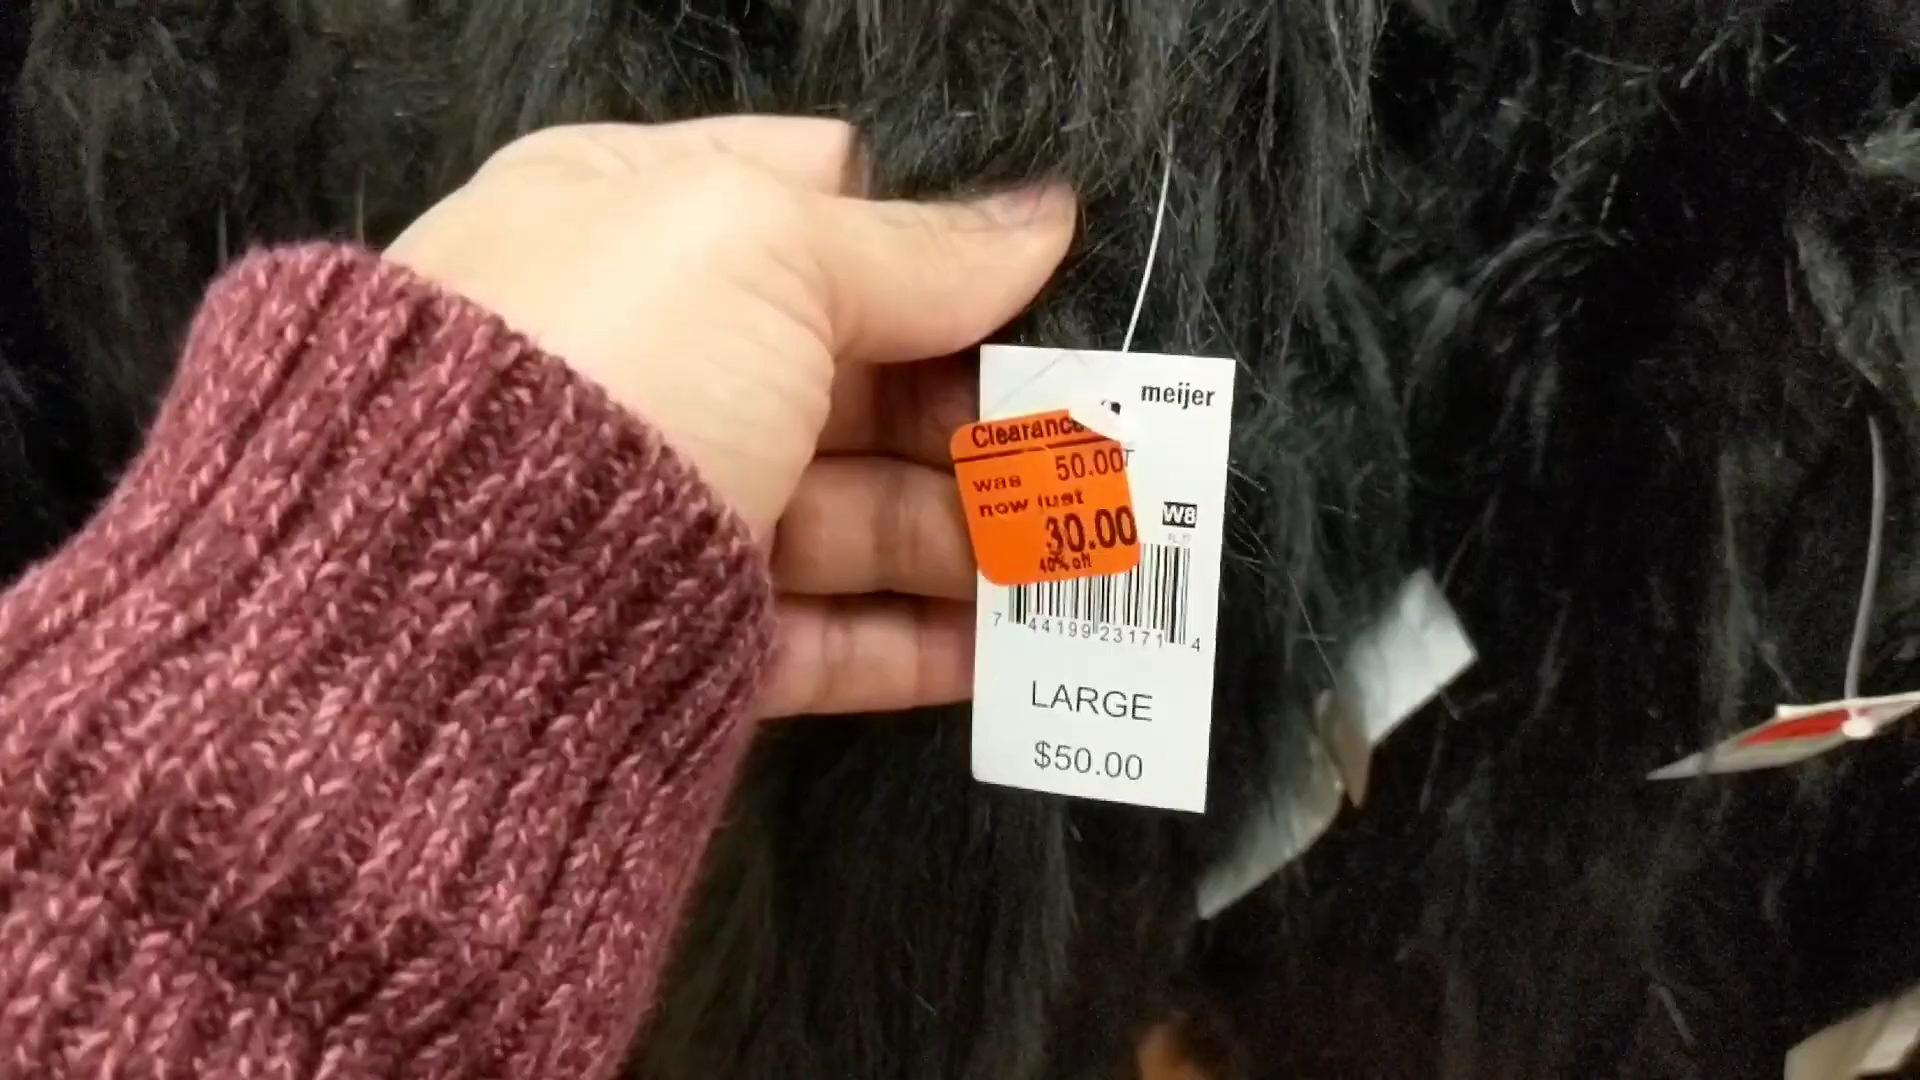 meijer
Clearance
was 50.00
now just
30.00
40% off
W8
7 44199 23171 4
LARGE
$50.00